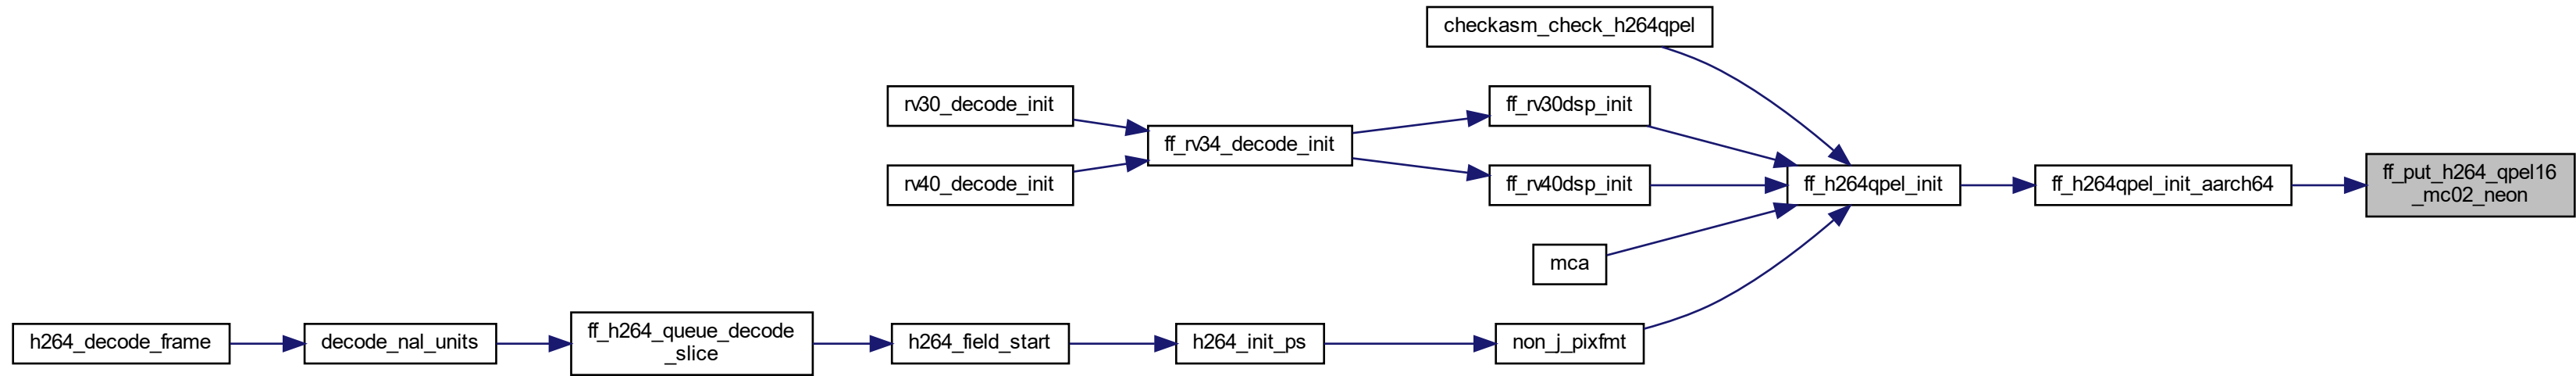 checkasm_check_h264qpel
rv30_decode_init
ff_rv30dsp_init
ff_rv34_decode_init
rv40_decode_init
ff_rv40dsp_init
ff_h264qpel_init
ff_h264qpel_init_aarch64
ff_put_h264_qpel16
_mc02_neon
mca
h264_decode_frame
decode_nal_units
ff_h264_queue_decode
_slice
h264_field_start
h264_init_ps
non_j_pixfmt